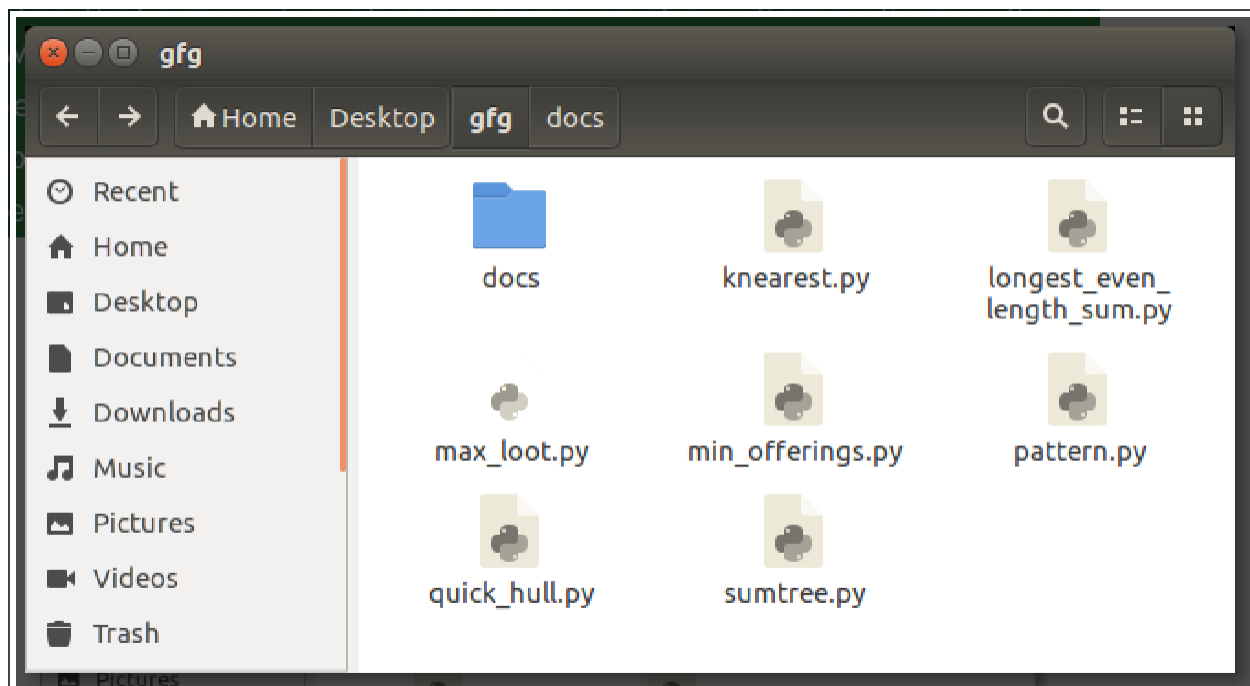 gfg
Home Desktop gfg docs
Recent
Home
Desktop
Documents
Downloads
Music
Pictures
Videos
Trash
docs
knearest.py
longest_even_
length_sum.py
max_loot.py
min_offerings.py
pattern.py
quick_hull.py
sumtree.py
Pictures